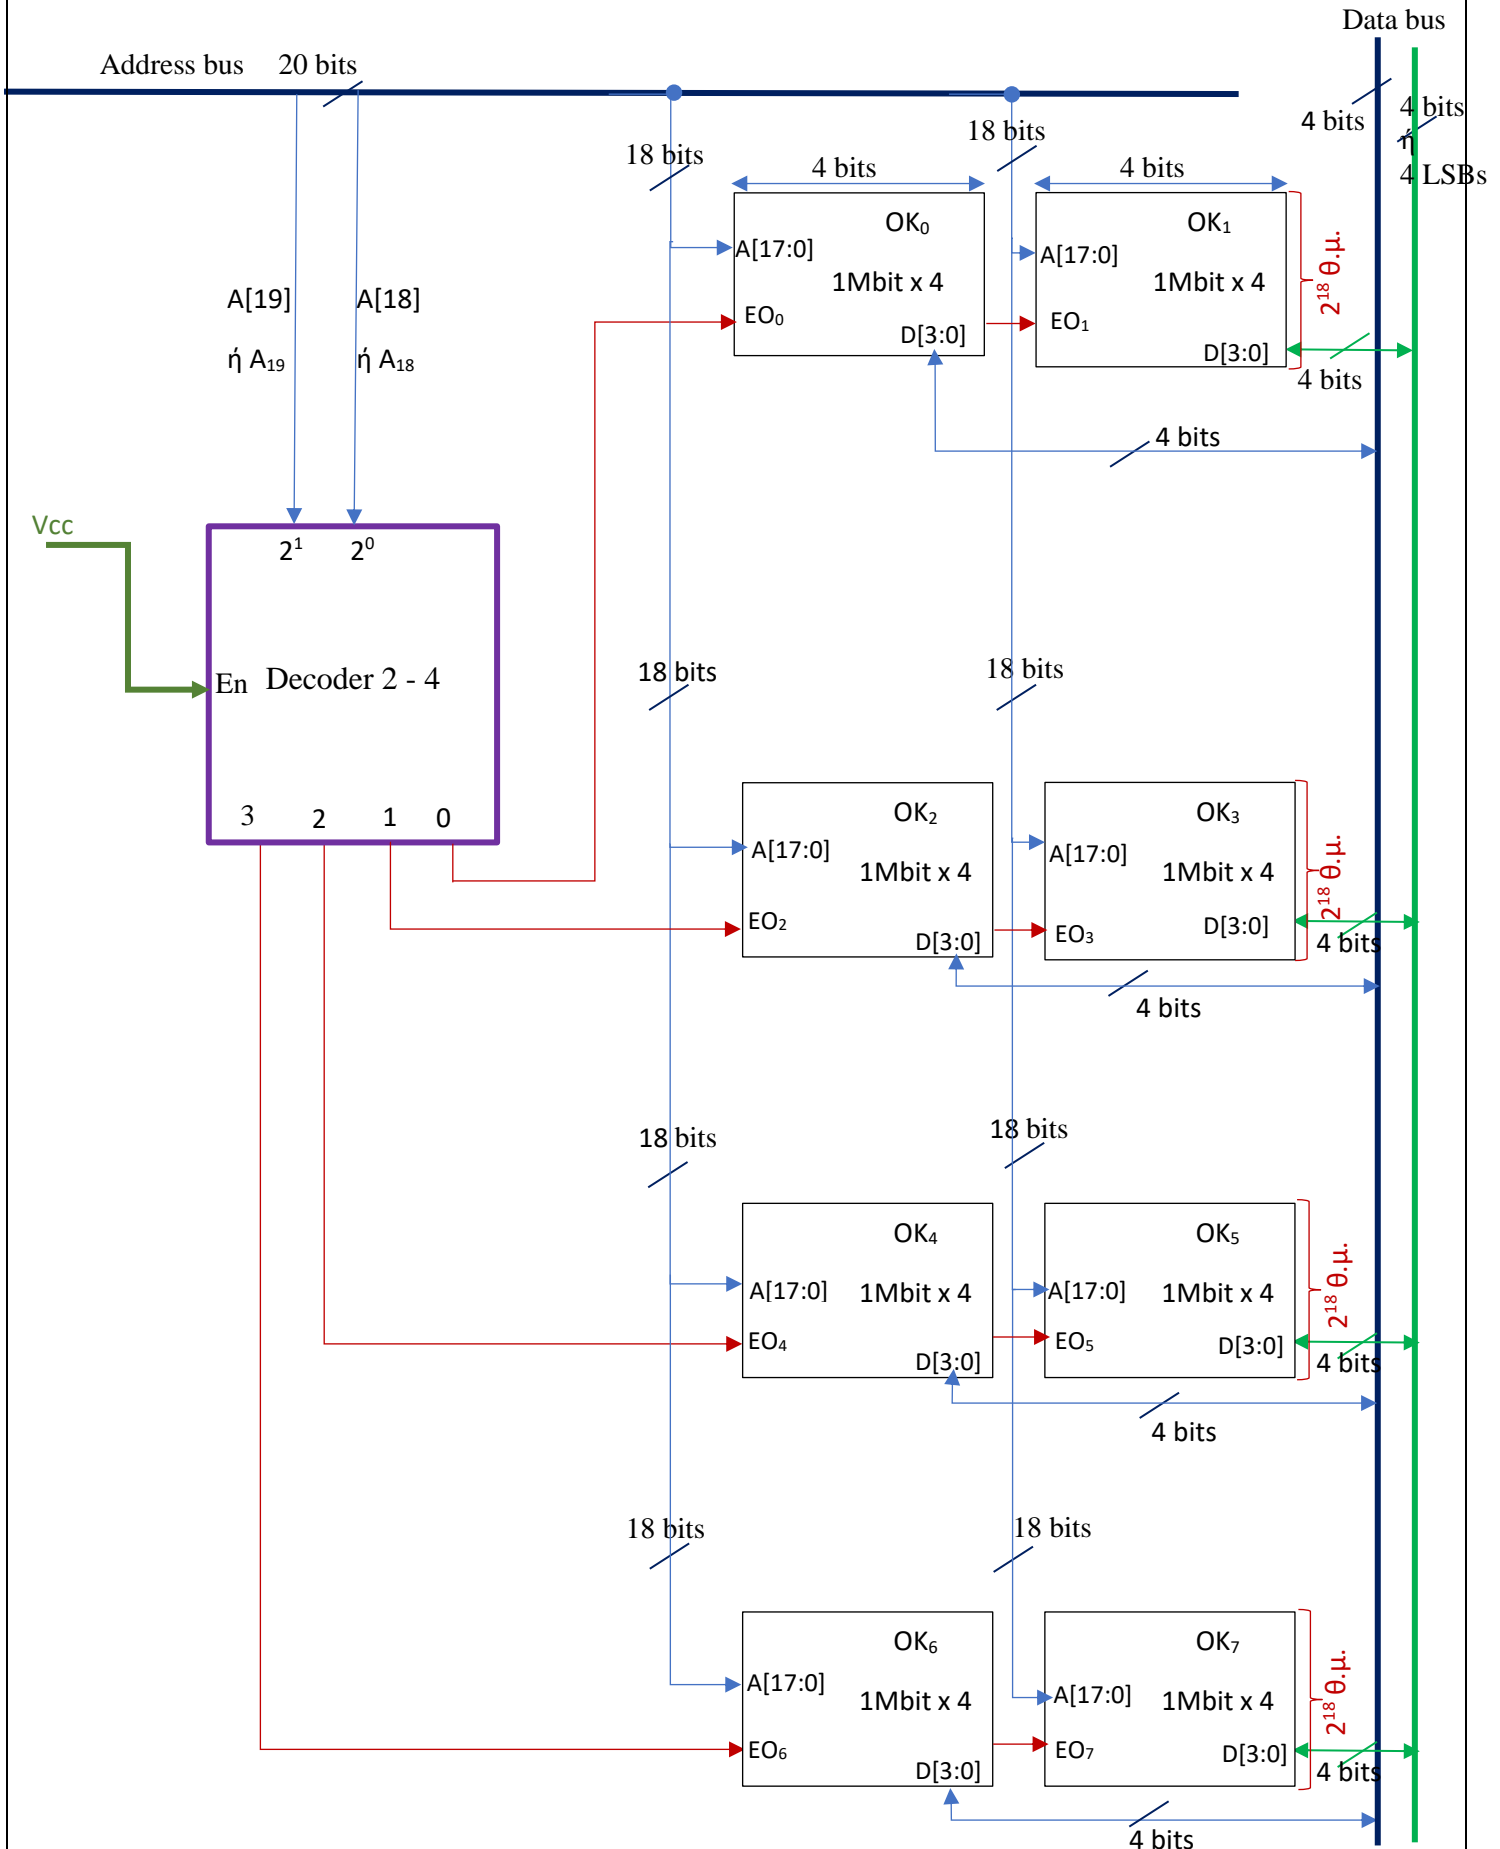 Data bus
Address bus 20 bits
4 bits
4 bits
ή
4 LSBs
18 bits
18 bits
4 bits
4 bits
OK₀
A[17:0]
1Mbit x 4
EO₀
D[3:0]
OK₁
A[17:0]
1Mbit x 4
EO₁
D[3:0]
2¹⁸ θ.μ.
4 bits
4 bits
A[19]
ή A₁₉
A[18]
ή A₁₈
Vcc
2¹ 2⁰
En Decoder 2 - 4
3 2 1 0
18 bits
18 bits
OK₂
A[17:0]
1Mbit x 4
EO₂
D[3:0]
OK₃
A[17:0]
1Mbit x 4
EO₃
D[3:0]
2¹⁸ θ.μ.
4 bits
4 bits
18 bits
18 bits
OK₄
A[17:0]
1Mbit x 4
EO₄
D[3:0]
OK₅
A[17:0]
1Mbit x 4
EO₅
D[3:0]
2¹⁸ θ.μ.
4 bits
4 bits
18 bits
18 bits
OK₆
A[17:0]
1Mbit x 4
EO₆
D[3:0]
OK₇
A[17:0]
1Mbit x 4
EO₇
D[3:0]
2¹⁸ θ.μ.
4 bits
4 bits